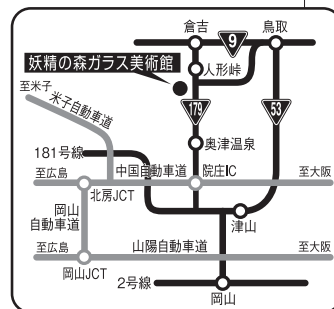 倉吉
鳥取
9
妖精の森ガラス美術館
人形峠
至米子
米子自動車道
179
53
奥津温泉
181号線
至広島
中国自動車道
院庄IC
至大阪
北房JCT
岡山
自動車道
津山
至広島
山陽自動車道
至大阪
岡山JCT
2号線
岡山